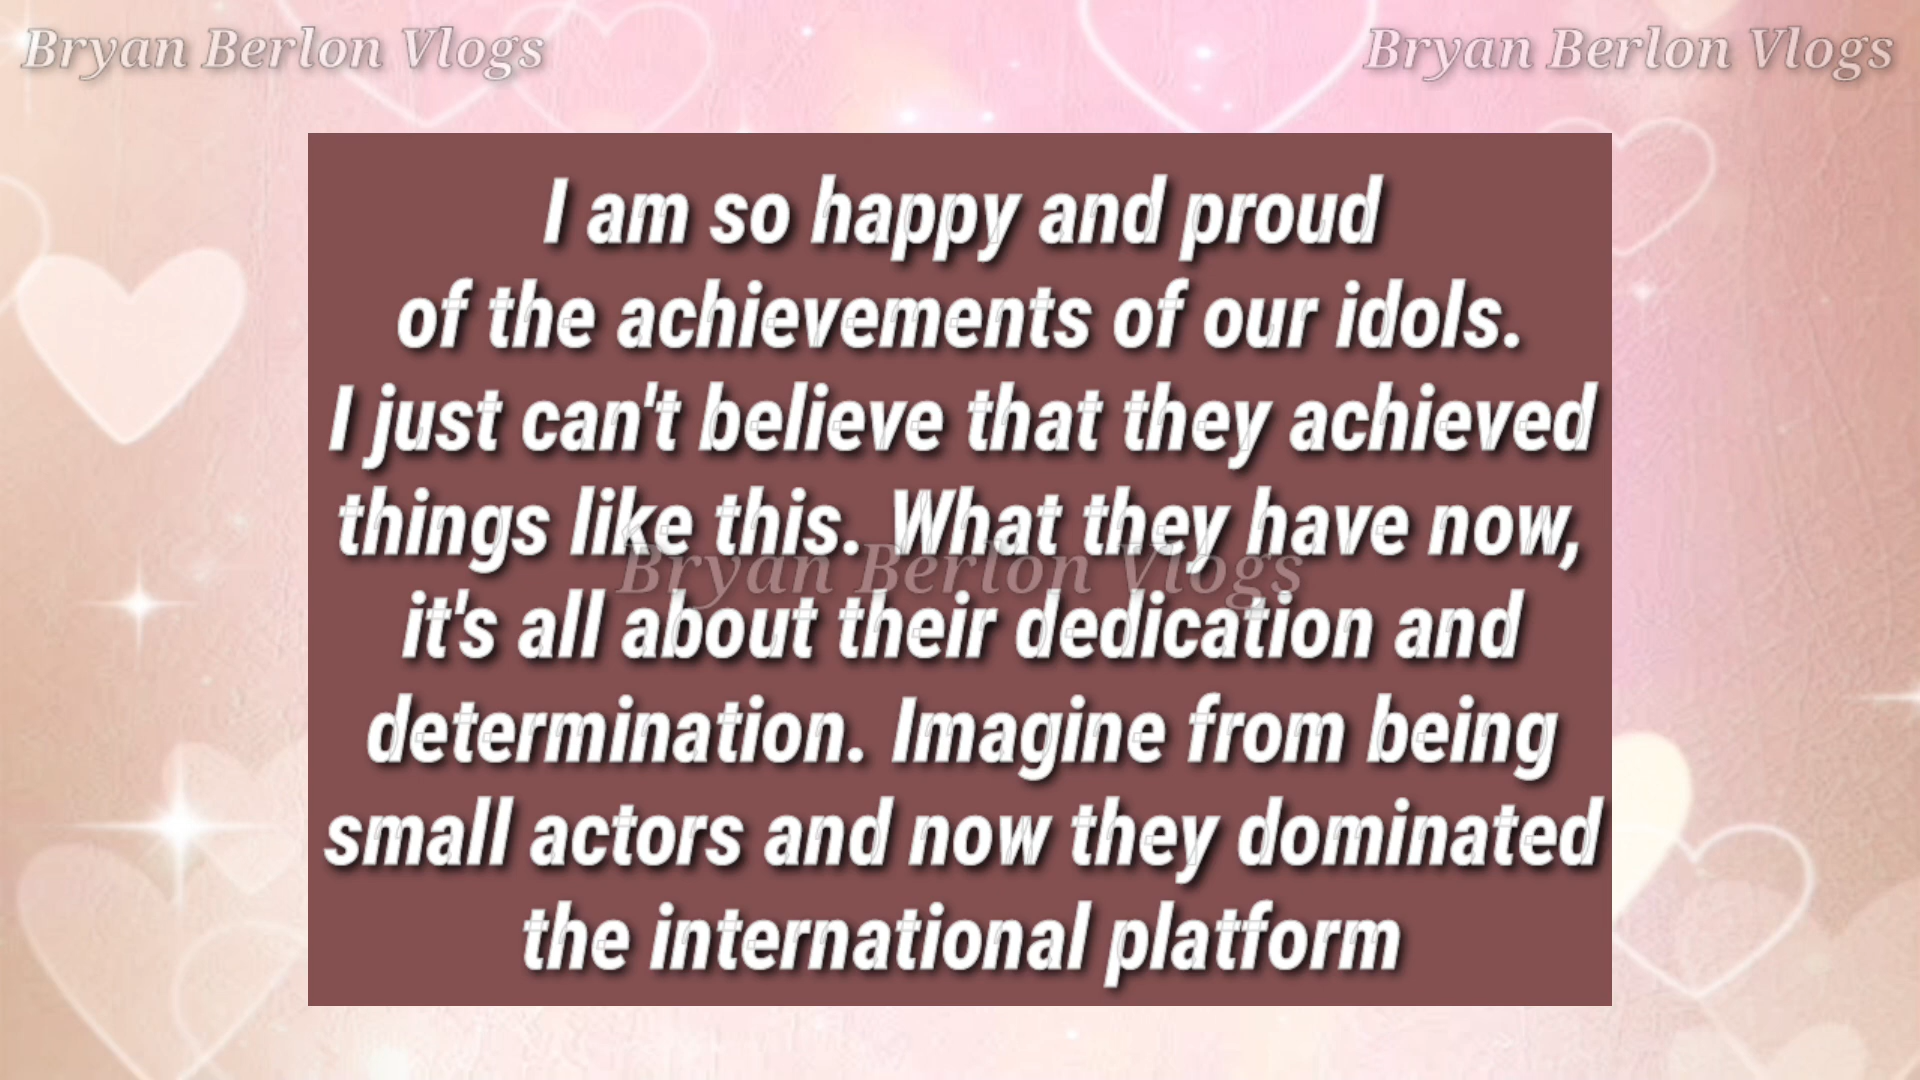 Bryan Berlon Vlogs
Bryan Berlon Vlogs
I am so happy and proud
of the achievements of our idols.
I just can't believe that they achieved
things like this. What they have now,
Bryan Berlon Vlogs
it's all about their dedication and
determination. Imagine from being
small actors and now they dominated
the international platform